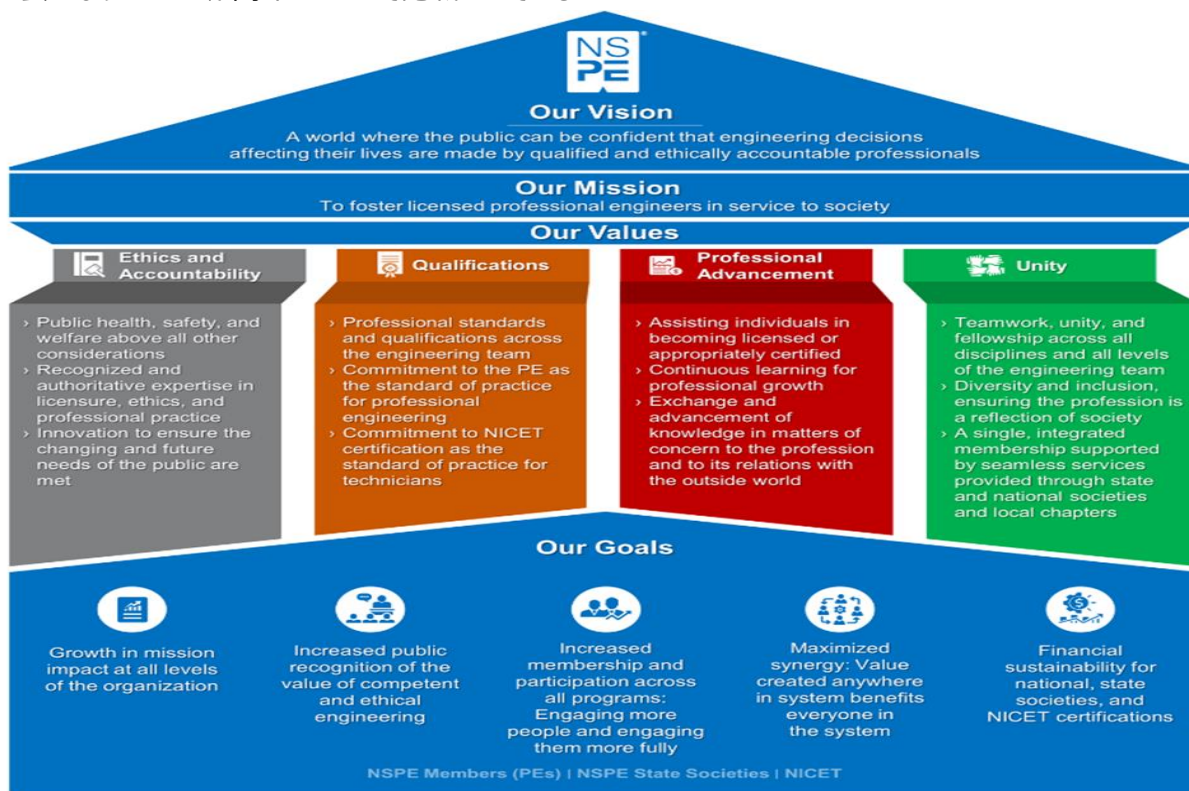 NS
PE
Our Vision
A world where the public can be confident that engineering decisions
affecting their lives are made by qualified and ethically accountable professionals
Our Mission
To foster licensed professional engineers in service to society
Our Values
Ethics and
Accountability
› Public health, safety, and
welfare above all other
considerations
› Recognized and
authoritative expertise in
licensure, ethics, and
professional practice
› Innovation to ensure the
changing and future
needs of the public are
met
Qualifications
› Professional standards
and qualifications across
the engineering team
› Commitment to the PE as
the standard of practice
for professional
engineering
› Commitment to NICET
certification as the
standard of practice for
technicians
Professional
Advancement
› Assisting individuals in
becoming licensed or
appropriately certified
› Continuous learning for
professional growth
› Exchange and
advancement of
knowledge in matters of
concern to the profession
and to its relations with
the outside world
Unity
› Teamwork, unity, and
fellowship across all
disciplines and all levels
of the engineering team
› Diversity and inclusion,
ensuring the profession is
a reflection of society
› A single, integrated
membership supported
by seamless services
provided through state
and national societies
and local chapters
Our Goals
Growth in mission
impact at all levels
of the organization
Increased public
recognition of the
value of competent
and ethical
engineering
Increased
membership and
participation across
all programs:
Engaging more
people and engaging
them more fully
Maximized
synergy: Value
created anywhere
in system benefits
everyone in
the system
Financial
sustainability for
national, state
societies, and
NICET certifications
NSPE Members (PEs) | NSPE State Societies | NICET